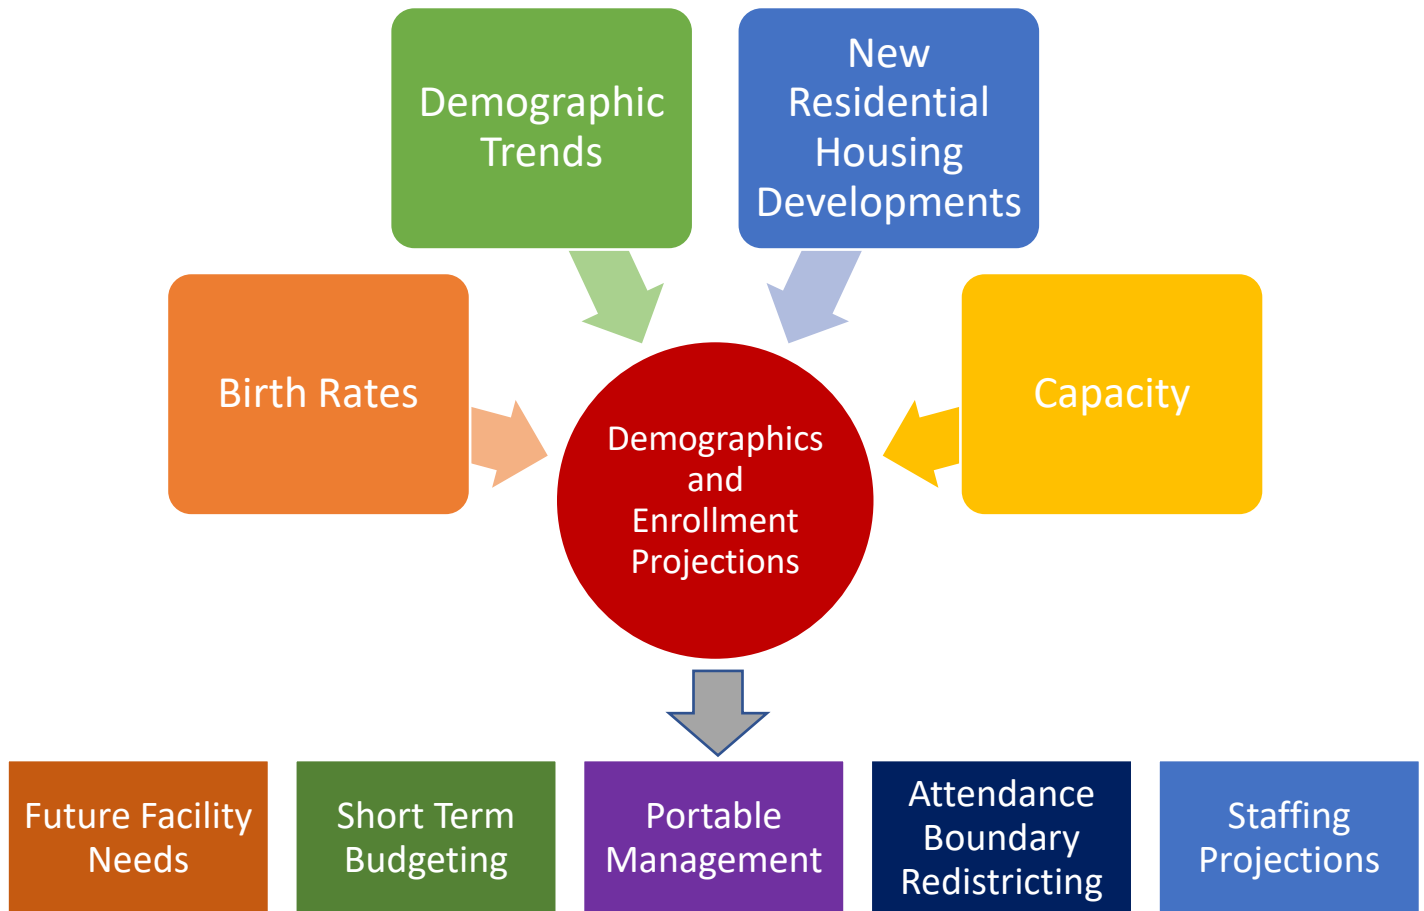 Demographic
Trends
New
Residential
Housing
Developments
Birth Rates
Capacity
Demographics
and
Enrollment
Projections
Future Facility
Needs
Short Term
Budgeting
Portable
Management
Attendance
Boundary
Redistricting
Staffing
Projections